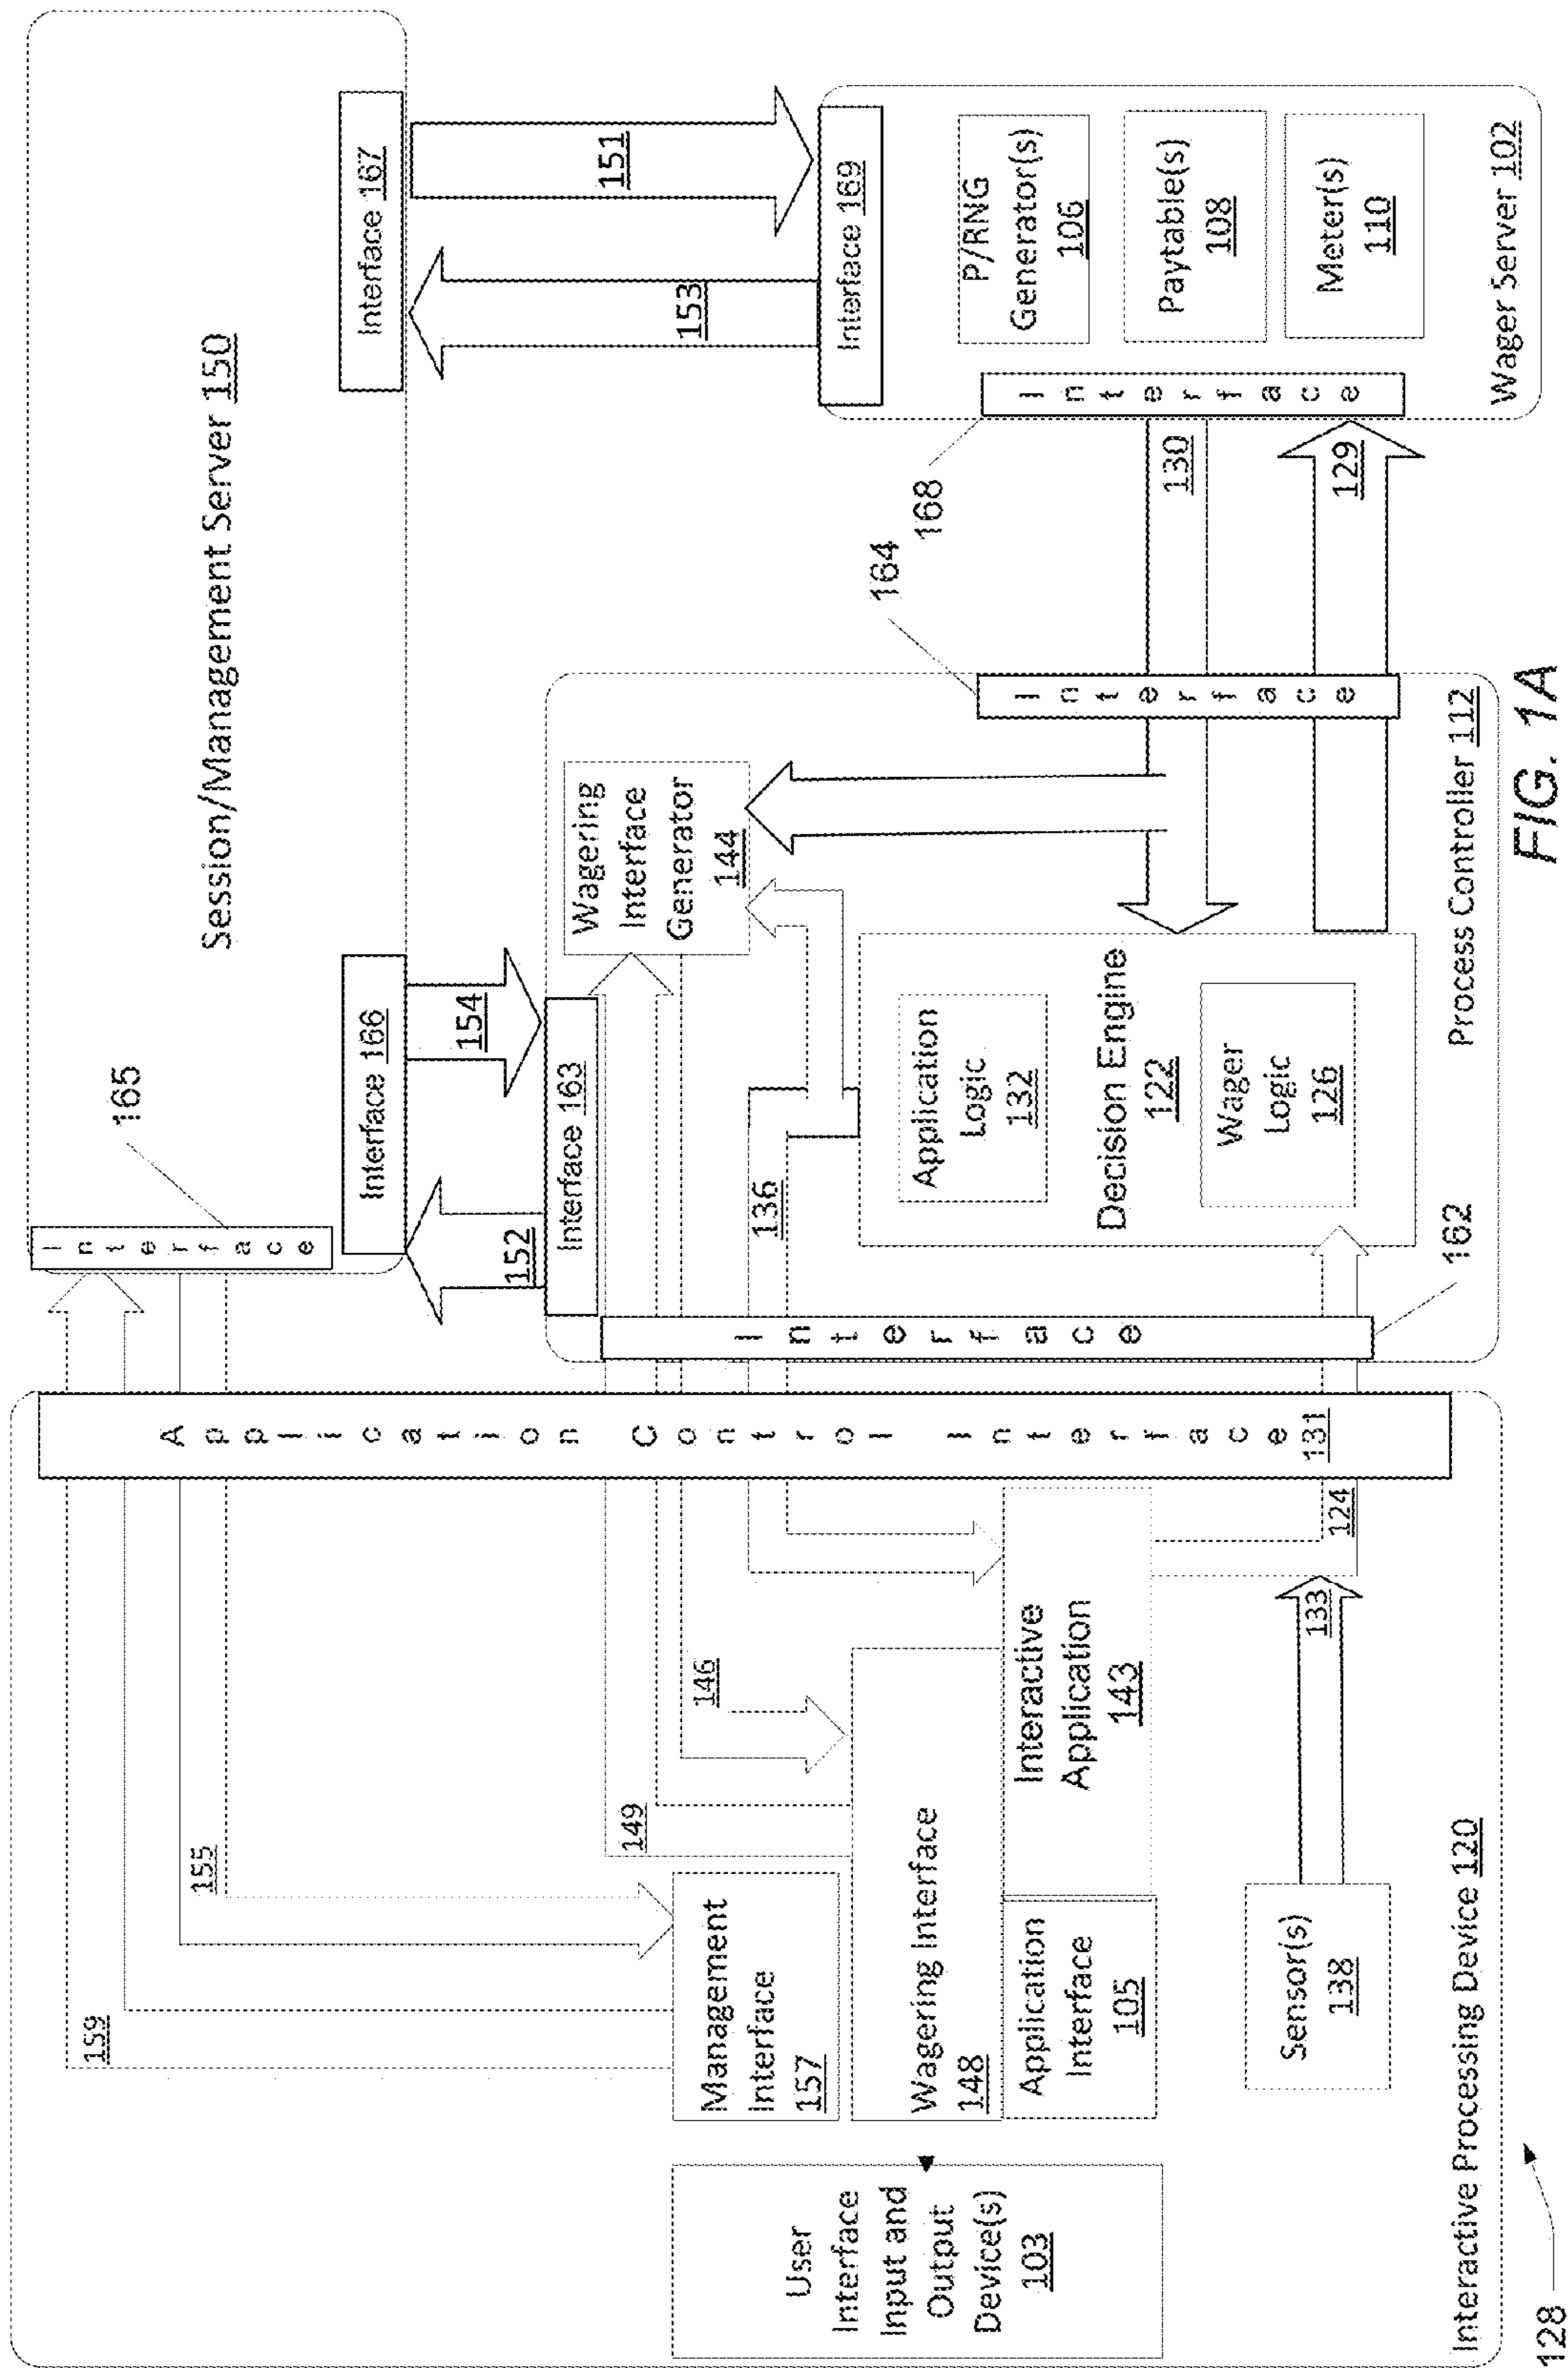 Session/Management Server 150
165
Interface
Interface 166
Interface 167
154
152
151
153
Interface 163
Interface 169
159
155
Application Control Interface 131
Interface
Wagering
Interface
Generator
144
164
168
Interface
Interface
130
129
P/RNG
Generator(s)
106
Paytable(s)
108
Meter(s)
110
Wager Server 102
149
146
136
Application
Logic
132
Decision Engine
122
Wager
Logic
126
162
Process Controller 112
Management
Interface
157
Wagering Interface
148
Interactive
Application
143
Application
Interface
105
User
Interface
Input and
Output
Device(s)
103
Sensor(s)
138
133
124
Interactive Processing Device 120
128
FIG. 1A